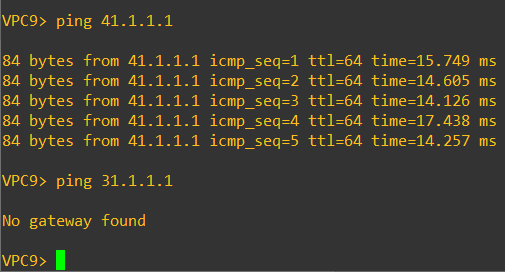 VPC9> ping 41.1.1.1
84 bytes from 41.1.1.1 icmp_seq=1 ttl=64 time=15.749 ms
84 bytes from 41.1.1.1 icmp_seq=2 ttl=64 time=14.605 ms
84 bytes from 41.1.1.1 icmp_seq=3 ttl=64 time=14.126 ms
84 bytes from 41.1.1.1 icmp_seq=4 ttl=64 time=17.438 ms
84 bytes from 41.1.1.1 icmp_seq=5 ttl=64 time=14.257 ms
VPC9> ping 31.1.1.1
No gateway found
VPC9>